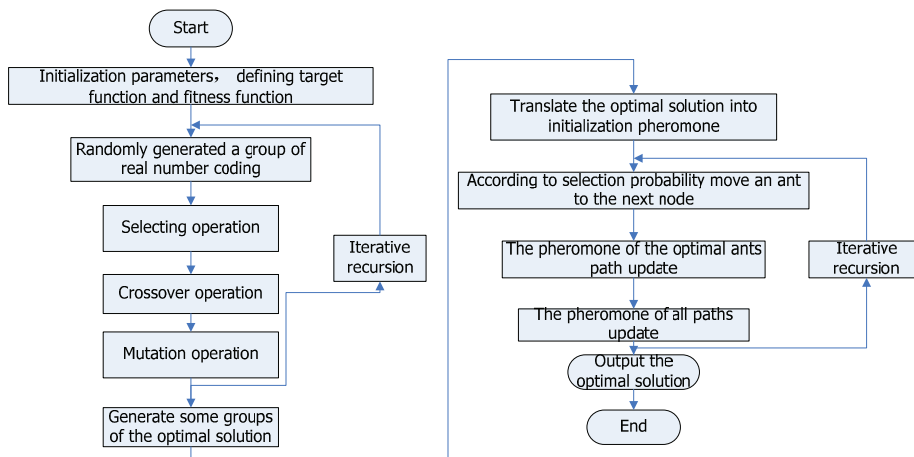 Start
Initialization parameters， defining target
function and fitness function
Randomly generated a group of
real number coding
Selecting operation
Iterative
recursion
Crossover operation
Mutation operation
Generate some groups
of the optimal solution
Translate the optimal solution into
initialization pheromone
According to selection probability move an ant
to the next node
The pheromone of the optimal ants
path update
Iterative
recursion
The pheromone of all paths
update
Output the
optimal solution
End